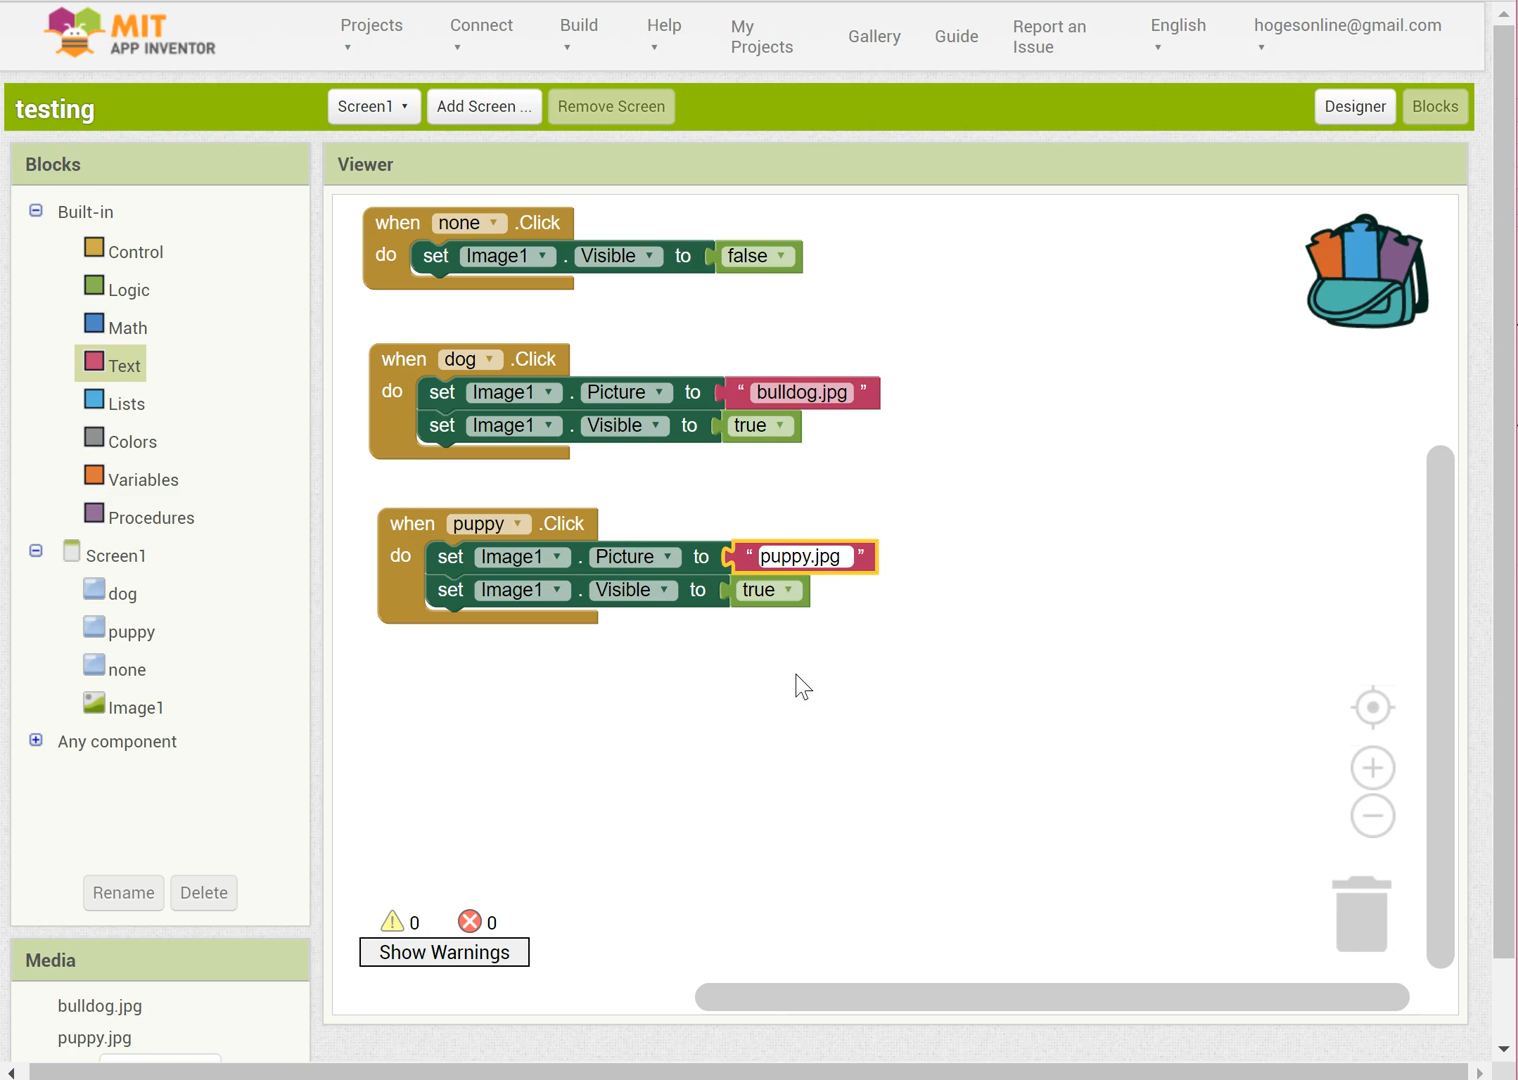 MIT
APP INVENTOR
Projects
Connect
Build
Help
My
Projects
Gallery
Guide
Report an
Issue
English
hogesonline@gmail.com
testing
Screen1
Add Screen ...
Remove Screen
Designer
Blocks
Blocks
Built-in
Control
Logic
Math
Text
Lists
Colors
Variables
Procedures
Screen1
dog
puppy
none
Image1
Any component
Rename
Delete
Media
bulldog.jpg
puppy.jpg
Viewer
when none .Click
do set Image1 . Visible to false
when dog .Click
do set Image1 . Picture to “ bulldog.jpg ”
set Image1 . Visible to true
when puppy .Click
do set Image1 . Picture to “ puppy.jpg ”
set Image1 . Visible to true
0 0
Show Warnings